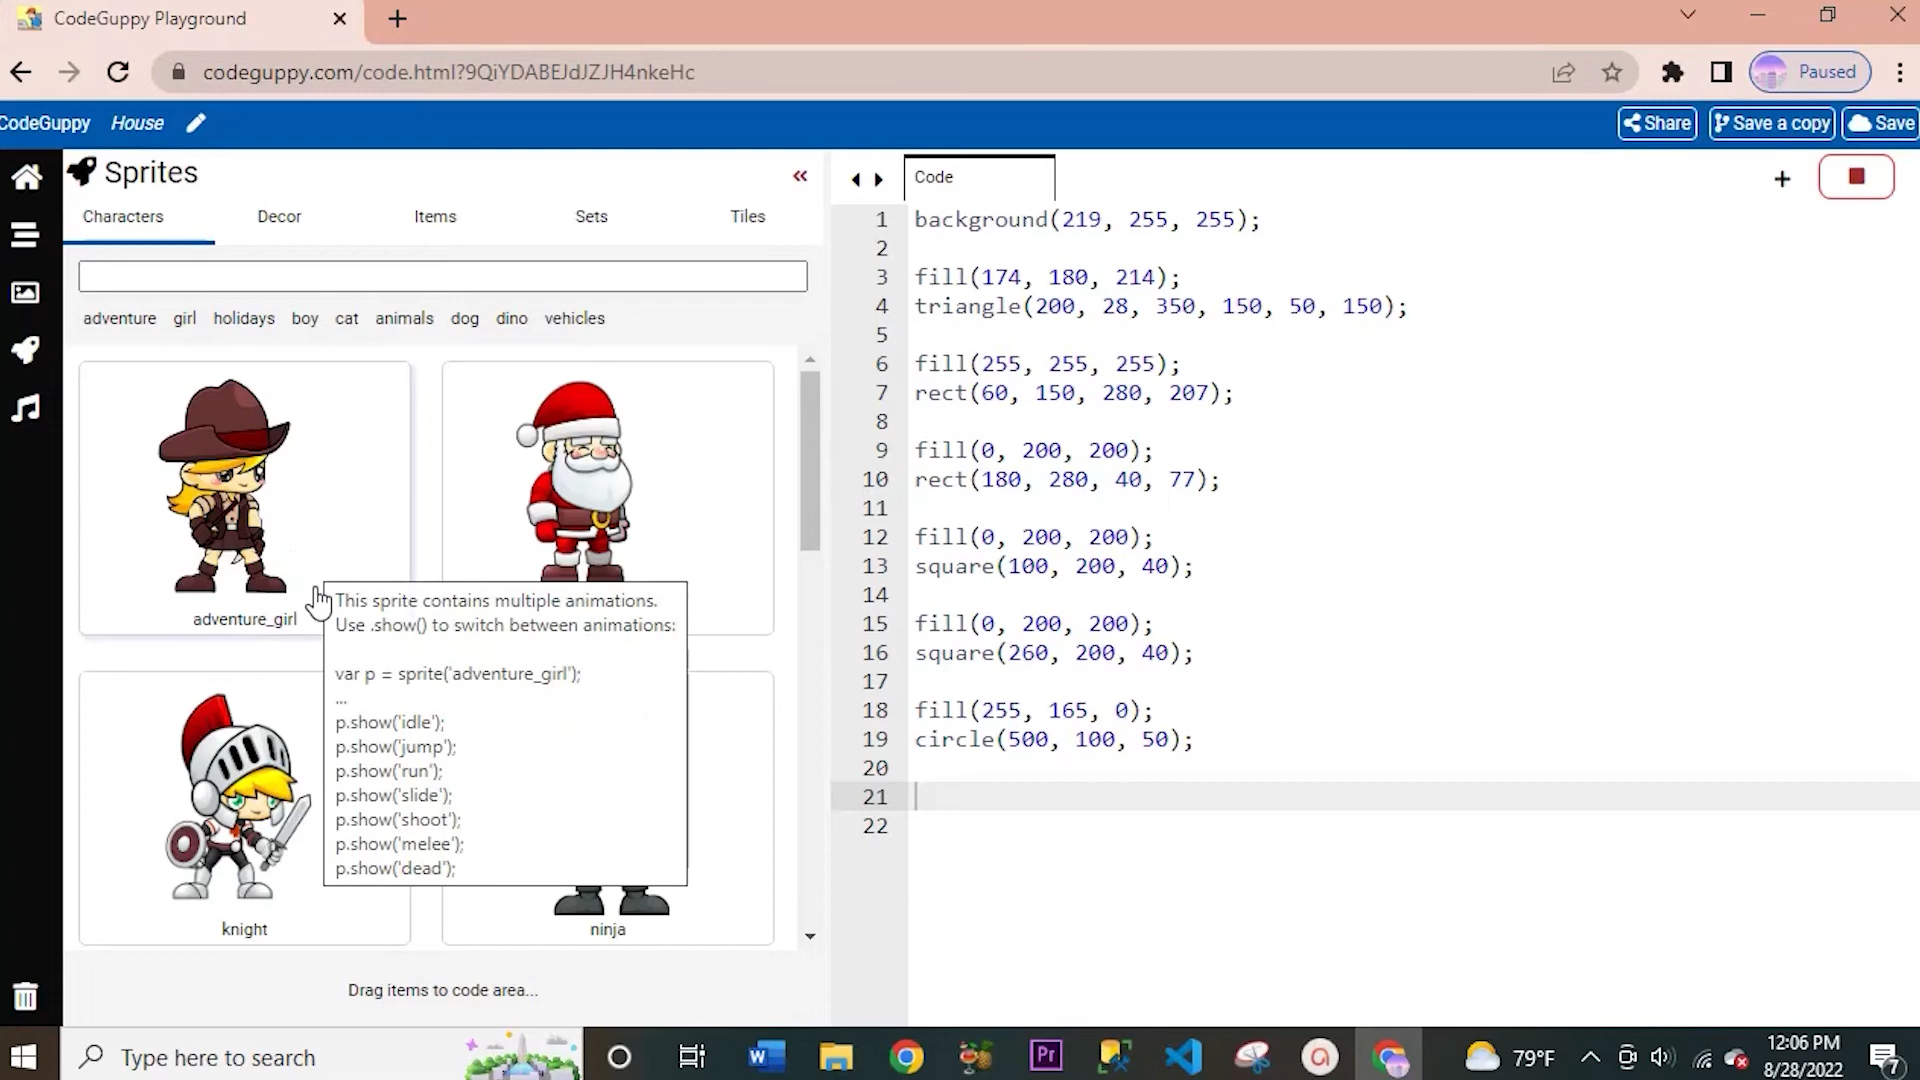 CodeGuppy Playground
codeguppy.com/code.html?9QiYDABEJdJZJH4nkeHc
Paused
CodeGuppy House
Share
Save a copy
Save
Sprites
Characters
Decor
Items
Sets
Tiles
adventure girl holidays boy cat animals dog dino vehicles
adventure_girl
This sprite contains multiple animations.
Use .show() to switch between animations:
var p = sprite('adventure_girl');
...
p.show('idle');
p.show('jump');
p.show('run');
p.show('slide');
p.show('shoot');
p.show('melee');
p.show('dead');
knight
ninja
Drag items to code area...
Code
1 background(219, 255, 255);
2
3 fill(174, 180, 214);
4 triangle(200, 28, 350, 150, 50, 150);
5
6 fill(255, 255, 255);
7 rect(60, 150, 280, 207);
8
9 fill(0, 200, 200);
10 rect(180, 280, 40, 77);
11
12 fill(0, 200, 200);
13 square(100, 200, 40);
14
15 fill(0, 200, 200);
16 square(260, 200, 40);
17
18 fill(255, 165, 0);
19 circle(500, 100, 50);
20
21
22
Type here to search
W
Pr
a
79°F
12:06 PM
8/28/2022
7